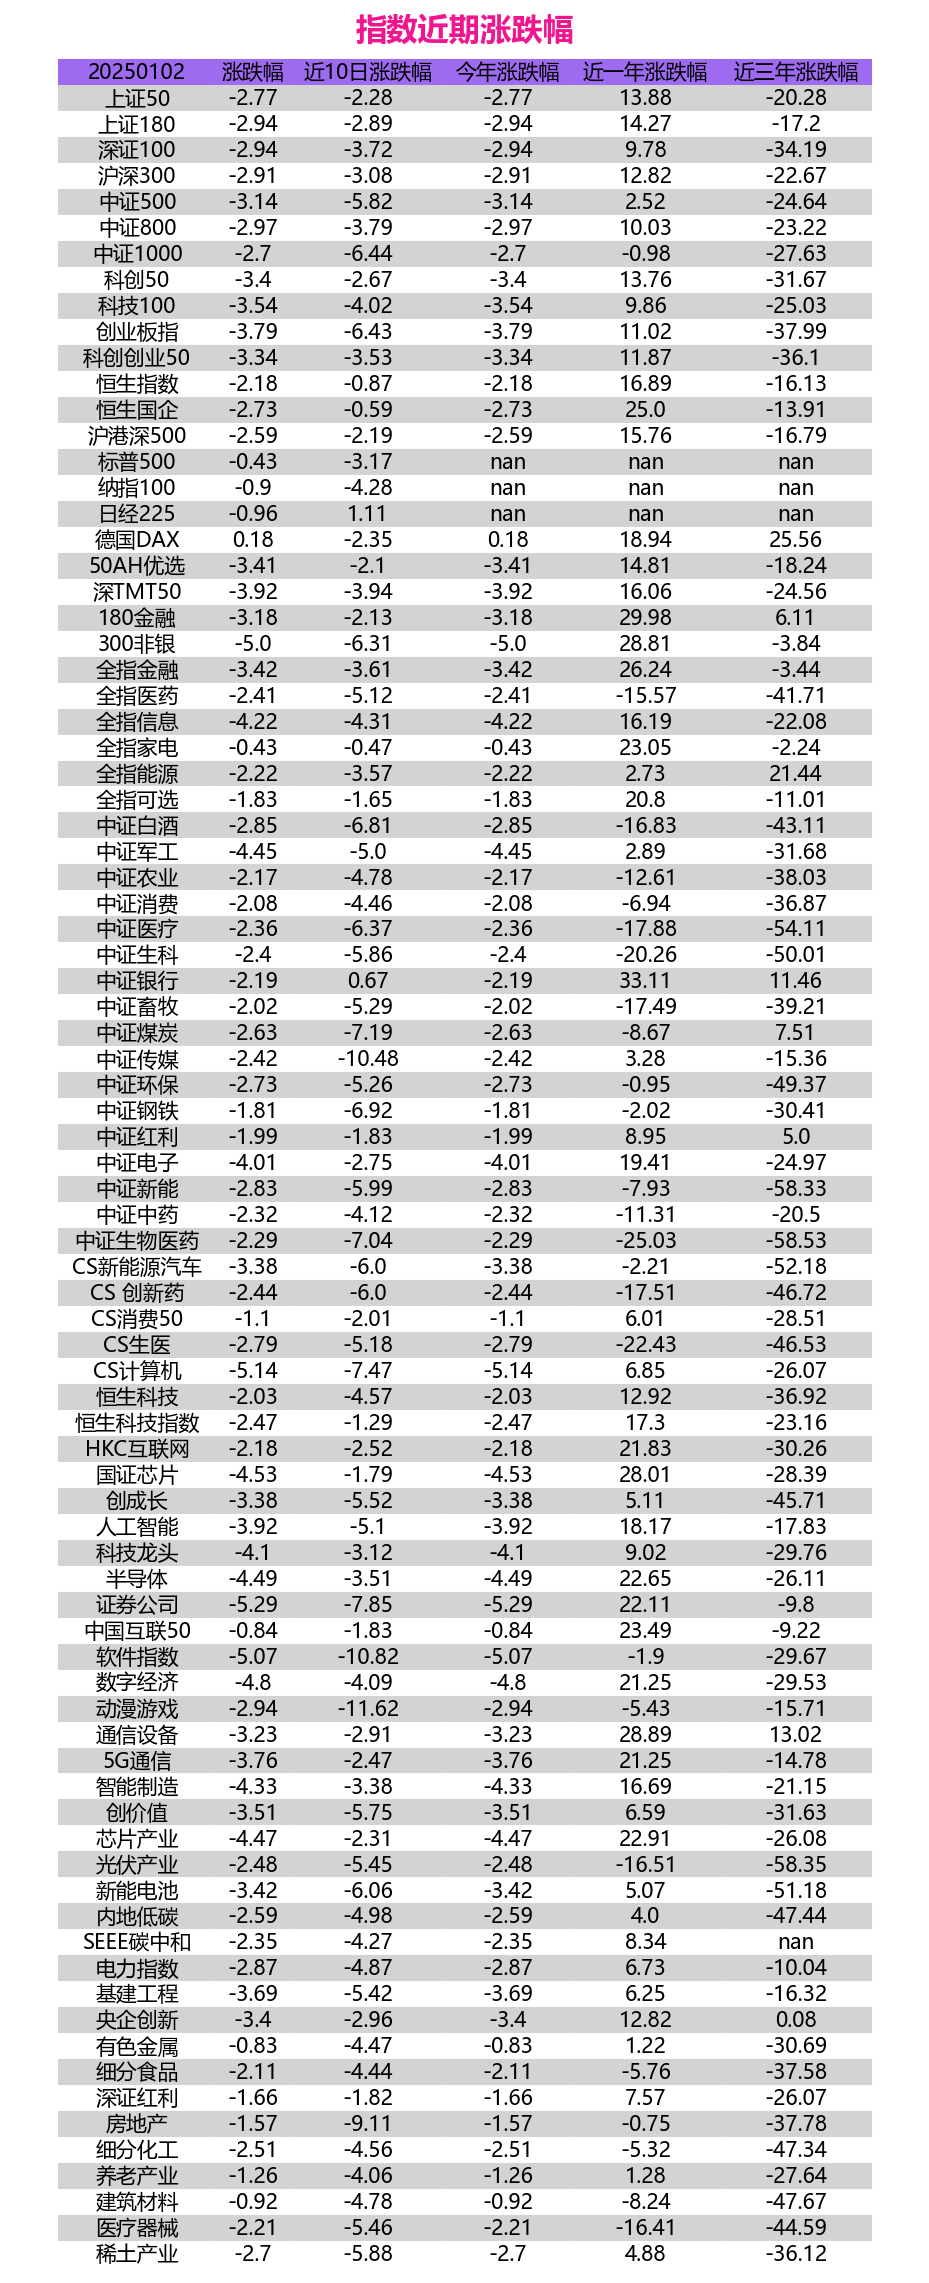 指数近期涨跌幅
20250102 涨跌幅 近10日涨跌幅 今年涨跌幅 近一年涨跌幅 近三年涨跌幅
上证50 -2.77 -2.28 -2.77 13.88 -20.28
上证180 -2.94 -2.89 -2.94 14.27 -17.2
深证100 -2.94 -3.72 -2.94 9.78 -34.19
沪深300 -2.91 -3.08 -2.91 12.82 -22.67
中证500 -3.14 -5.82 -3.14 2.52 -24.64
中证800 -2.97 -3.79 -2.97 10.03 -23.22
中证1000 -2.7 -6.44 -2.7 -0.98 -27.63
科创50 -3.4 -2.67 -3.4 13.76 -31.67
科技100 -3.54 -4.02 -3.54 9.86 -25.03
创业板指 -3.79 -6.43 -3.79 11.02 -37.99
科创创业50 -3.34 -3.53 -3.34 11.87 -36.1
恒生指数 -2.18 -0.87 -2.18 16.89 -16.13
恒生国企 -2.73 -0.59 -2.73 25.0 -13.91
沪港深500 -2.59 -2.19 -2.59 15.76 -16.79
标普500 -0.43 -3.17 nan nan nan
纳指100 -0.9 -4.28 nan nan nan
日经225 -0.96 1.11 nan nan nan
德国DAX 0.18 -2.35 0.18 18.94 25.56
50AH优选 -3.41 -2.1 -3.41 14.81 -18.24
深TMT50 -3.92 -3.94 -3.92 16.06 -24.56
180金融 -3.18 -2.13 -3.18 29.98 6.11
300非银 -5.0 -6.31 -5.0 28.81 -3.84
全指金融 -3.42 -3.61 -3.42 26.24 -3.44
全指医药 -2.41 -5.12 -2.41 -15.57 -41.71
全指信息 -4.22 -4.31 -4.22 16.19 -22.08
全指家电 -0.43 -0.47 -0.43 23.05 -2.24
全指能源 -2.22 -3.57 -2.22 2.73 21.44
全指可选 -1.83 -1.65 -1.83 20.8 -11.01
中证白酒 -2.85 -6.81 -2.85 -16.83 -43.11
中证军工 -4.45 -5.0 -4.45 2.89 -31.68
中证农业 -2.17 -4.78 -2.17 -12.61 -38.03
中证消费 -2.08 -4.46 -2.08 -6.94 -36.87
中证医疗 -2.36 -6.37 -2.36 -17.88 -54.11
中证生科 -2.4 -5.86 -2.4 -20.26 -50.01
中证银行 -2.19 0.67 -2.19 33.11 11.46
中证畜牧 -2.02 -5.29 -2.02 -17.49 -39.21
中证煤炭 -2.63 -7.19 -2.63 -8.67 7.51
中证传媒 -2.42 -10.48 -2.42 3.28 -15.36
中证环保 -2.73 -5.26 -2.73 -0.95 -49.37
中证钢铁 -1.81 -6.92 -1.81 -2.02 -30.41
中证红利 -1.99 -1.83 -1.99 8.95 5.0
中证电子 -4.01 -2.75 -4.01 19.41 -24.97
中证新能 -2.83 -5.99 -2.83 -7.93 -58.33
中证中药 -2.32 -4.12 -2.32 -11.31 -20.5
中证生物医药 -2.29 -7.04 -2.29 -25.03 -58.53
CS新能源汽车 -3.38 -6.0 -3.38 -2.21 -52.18
CS 创新药 -2.44 -6.0 -2.44 -17.51 -46.72
CS消费50 -1.1 -2.01 -1.1 6.01 -28.51
CS生医 -2.79 -5.18 -2.79 -22.43 -46.53
CS计算机 -5.14 -7.47 -5.14 6.85 -26.07
恒生科技 -2.03 -4.57 -2.03 12.92 -36.92
恒生科技指数 -2.47 -1.29 -2.47 17.3 -23.16
HKC互联网 -2.18 -2.52 -2.18 21.83 -30.26
国证芯片 -4.53 -1.79 -4.53 28.01 -28.39
创成长 -3.38 -5.52 -3.38 5.11 -45.71
人工智能 -3.92 -5.1 -3.92 18.17 -17.83
科技龙头 -4.1 -3.12 -4.1 9.02 -29.76
半导体 -4.49 -3.51 -4.49 22.65 -26.11
证券公司 -5.29 -7.85 -5.29 22.11 -9.8
中国互联50 -0.84 -1.83 -0.84 23.49 -9.22
软件指数 -5.07 -10.82 -5.07 -1.9 -29.67
数字经济 -4.8 -4.09 -4.8 21.25 -29.53
动漫游戏 -2.94 -11.62 -2.94 -5.43 -15.71
通信设备 -3.23 -2.91 -3.23 28.89 13.02
5G通信 -3.76 -2.47 -3.76 21.25 -14.78
智能制造 -4.33 -3.38 -4.33 16.69 -21.15
创价值 -3.51 -5.75 -3.51 6.59 -31.63
芯片产业 -4.47 -2.31 -4.47 22.91 -26.08
光伏产业 -2.48 -5.45 -2.48 -16.51 -58.35
新能电池 -3.42 -6.06 -3.42 5.07 -51.18
内地低碳 -2.59 -4.98 -2.59 4.0 -47.44
SEEE碳中和 -2.35 -4.27 -2.35 8.34 nan
电力指数 -2.87 -4.87 -2.87 6.73 -10.04
基建工程 -3.69 -5.42 -3.69 6.25 -16.32
央企创新 -3.4 -2.96 -3.4 12.82 0.08
有色金属 -0.83 -4.47 -0.83 1.22 -30.69
细分食品 -2.11 -4.44 -2.11 -5.76 -37.58
深证红利 -1.66 -1.82 -1.66 7.57 -26.07
房地产 -1.57 -9.11 -1.57 -0.75 -37.78
细分化工 -2.51 -4.56 -2.51 -5.32 -47.34
养老产业 -1.26 -4.06 -1.26 1.28 -27.64
建筑材料 -0.92 -4.78 -0.92 -8.24 -47.67
医疗器械 -2.21 -5.46 -2.21 -16.41 -44.59
稀土产业 -2.7 -5.88 -2.7 4.88 -36.12